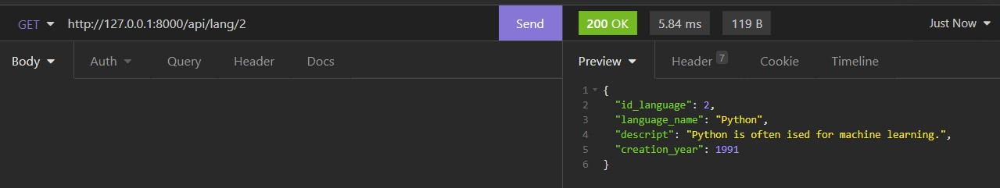 GET http://127.0.0.1:8000/api/lang/2 Send 200 OK 5.84 ms 119 B Just Now
Body Auth Query Header Docs Preview Header 7 Cookie Timeline
1 {
2 "id_language": 2,
3 "language_name": "Python",
4 "descript": "Python is often ised for machine learning.",
5 "creation_year": 1991
6 }